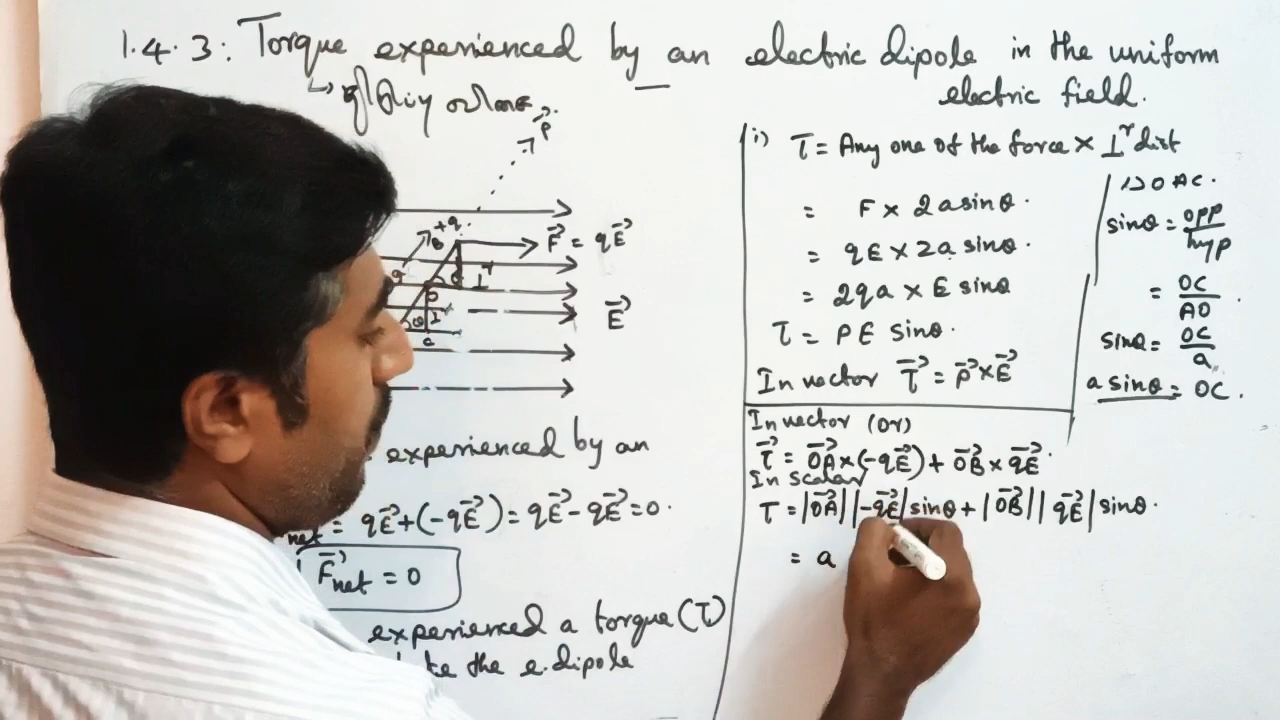 1.4.3: Torque experienced by an electric dipole in the uniform
electric field.
P⃗
+q
B
F⃗ = qE⃗
E⃗
experienced by an
net = qE⃗+(-qE⃗) = qE⃗-qE⃗=0.
F⃗net = 0
experienced a torque (τ)
the e.dipole
i) τ = Any one of the force × ⊥r dist
= F × 2a sinθ.
= qE × 2a sinθ.
= 2qa × E sinθ
τ = PE sinθ.
In vector τ⃗ = p⃗×E⃗
OAC.
sinθ = opp/hyp
= OC/AO.
sinθ = OC/a
a sinθ = OC.
In vector (or)
τ⃗ = OA⃗×(-qE⃗)+OB⃗×qE⃗.
In scalar
τ = |OA⃗||-qE⃗|sinθ+|OB⃗||qE⃗|sinθ.
= a